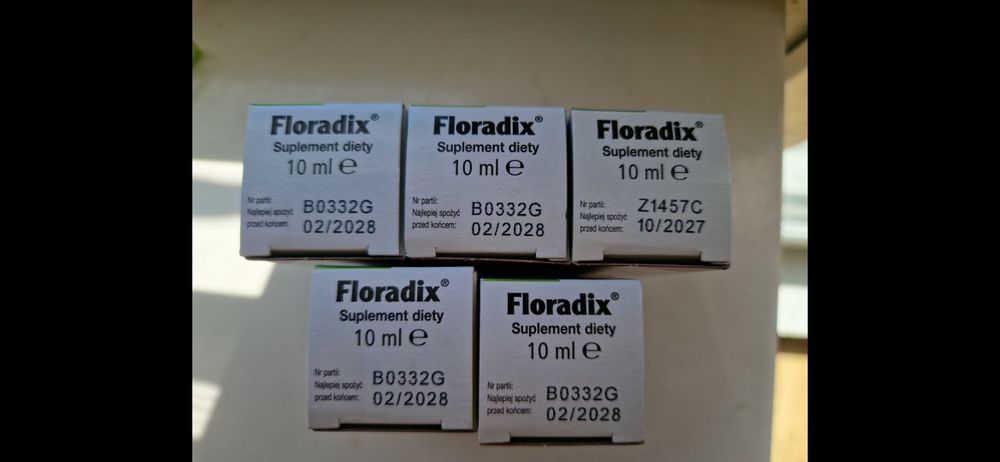 Floradix®
Suplement diety
10 ml ℮
Nr partii:
Najlepiej spożyć
przed końcem:
B0332G
02/2028
Floradix®
Suplement diety
10 ml ℮
Nr partii:
Najlepiej spożyć
przed końcem:
B0332G
02/2028
Floradix®
Suplement diety
10 ml ℮
Nr partii:
Najlepiej spożyć
przed końcem:
Z1457C
10/2027
Floradix®
Suplement diety
10 ml ℮
Nr partii:
Najlepiej spożyć
przed końcem:
B0332G
02/2028
Floradix®
Suplement diety
10 ml ℮
Nr partii:
Najlepiej spożyć
przed końcem:
B0332G
02/2028